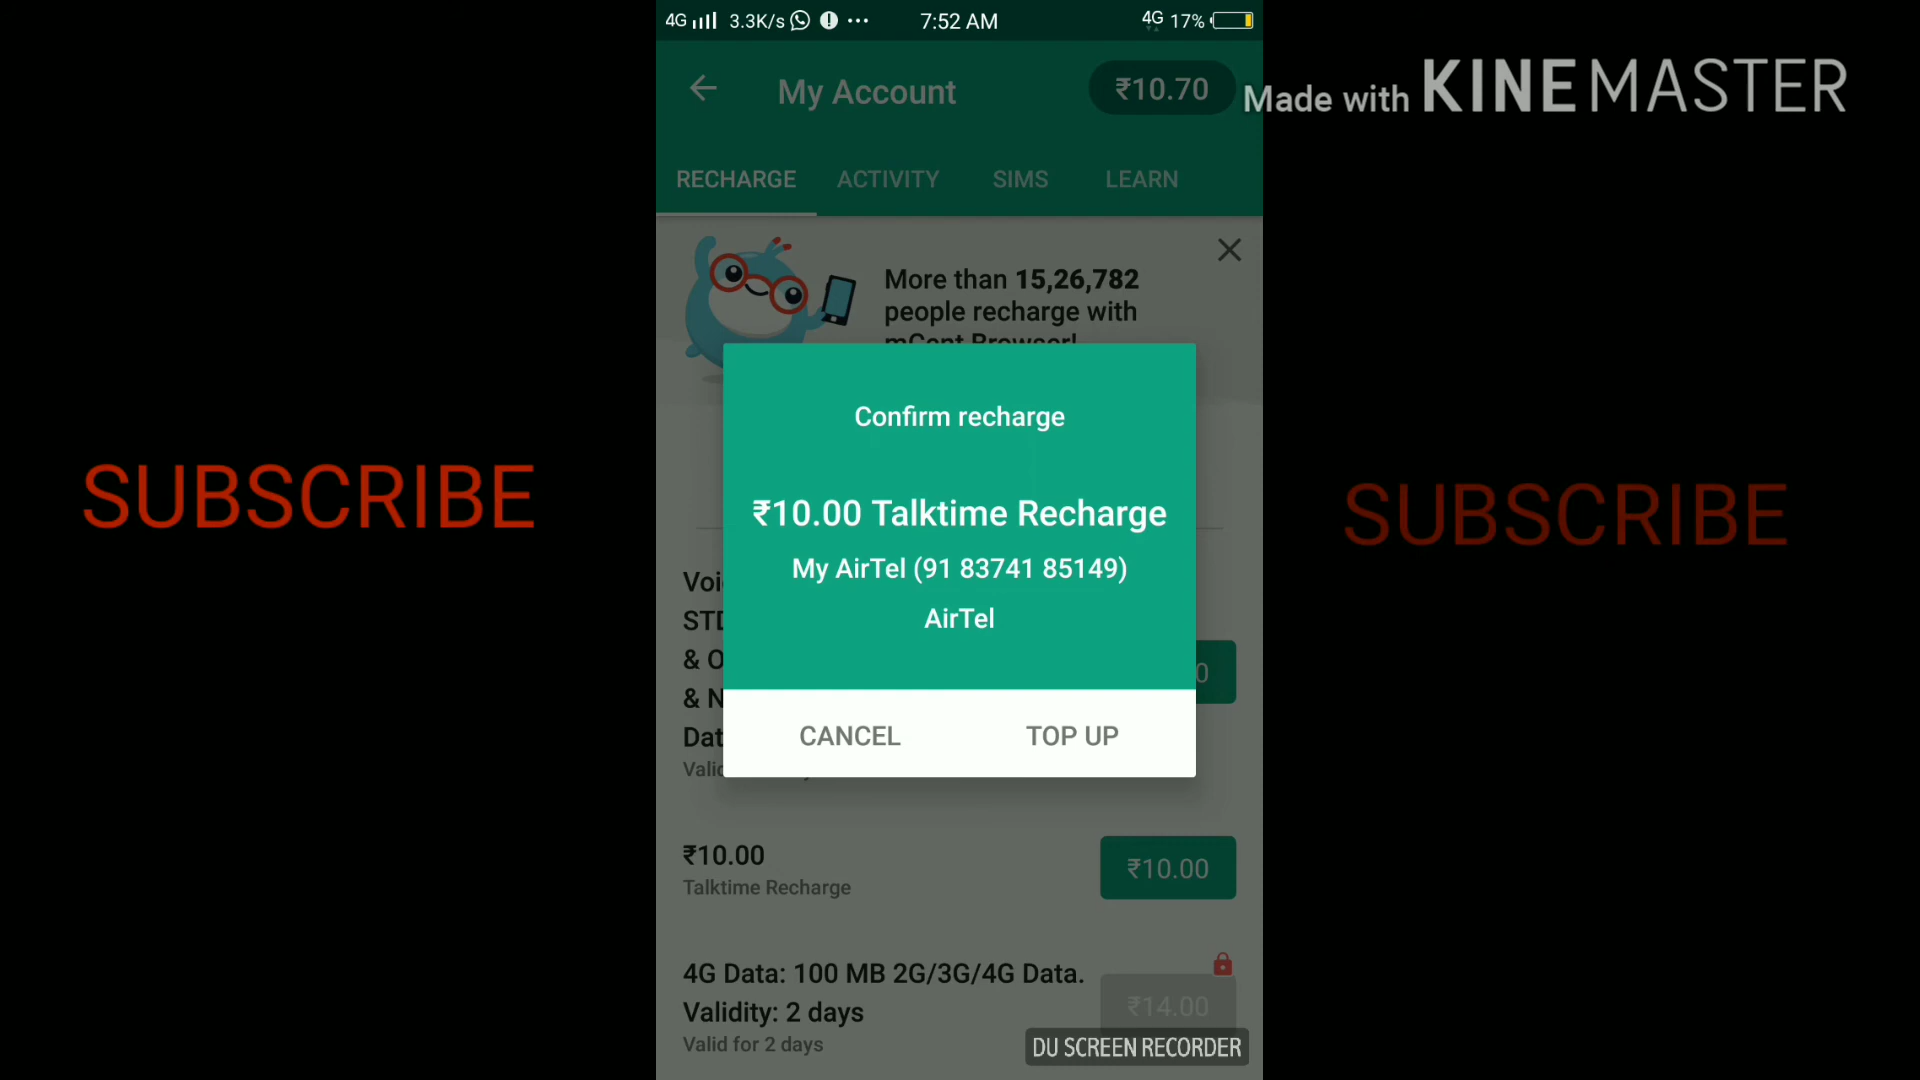 4G 3.3K/s 7:52 AM 4G 17%
My Account ₹10.70
Made with KINEMASTER
RECHARGE ACTIVITY SIMS LEARN
More than 15,26,782
people recharge with
mCent Browser!
Confirm recharge
₹10.00 Talktime Recharge
My AirTel (91 83741 85149)
AirTel
CANCEL TOP UP
SUBSCRIBE
SUBSCRIBE
& O
& N
₹10.00
Talktime Recharge
₹10.00
4G Data: 100 MB 2G/3G/4G Data.
Validity: 2 days
Valid for 2 days
₹14.00
DU SCREEN RECORDER